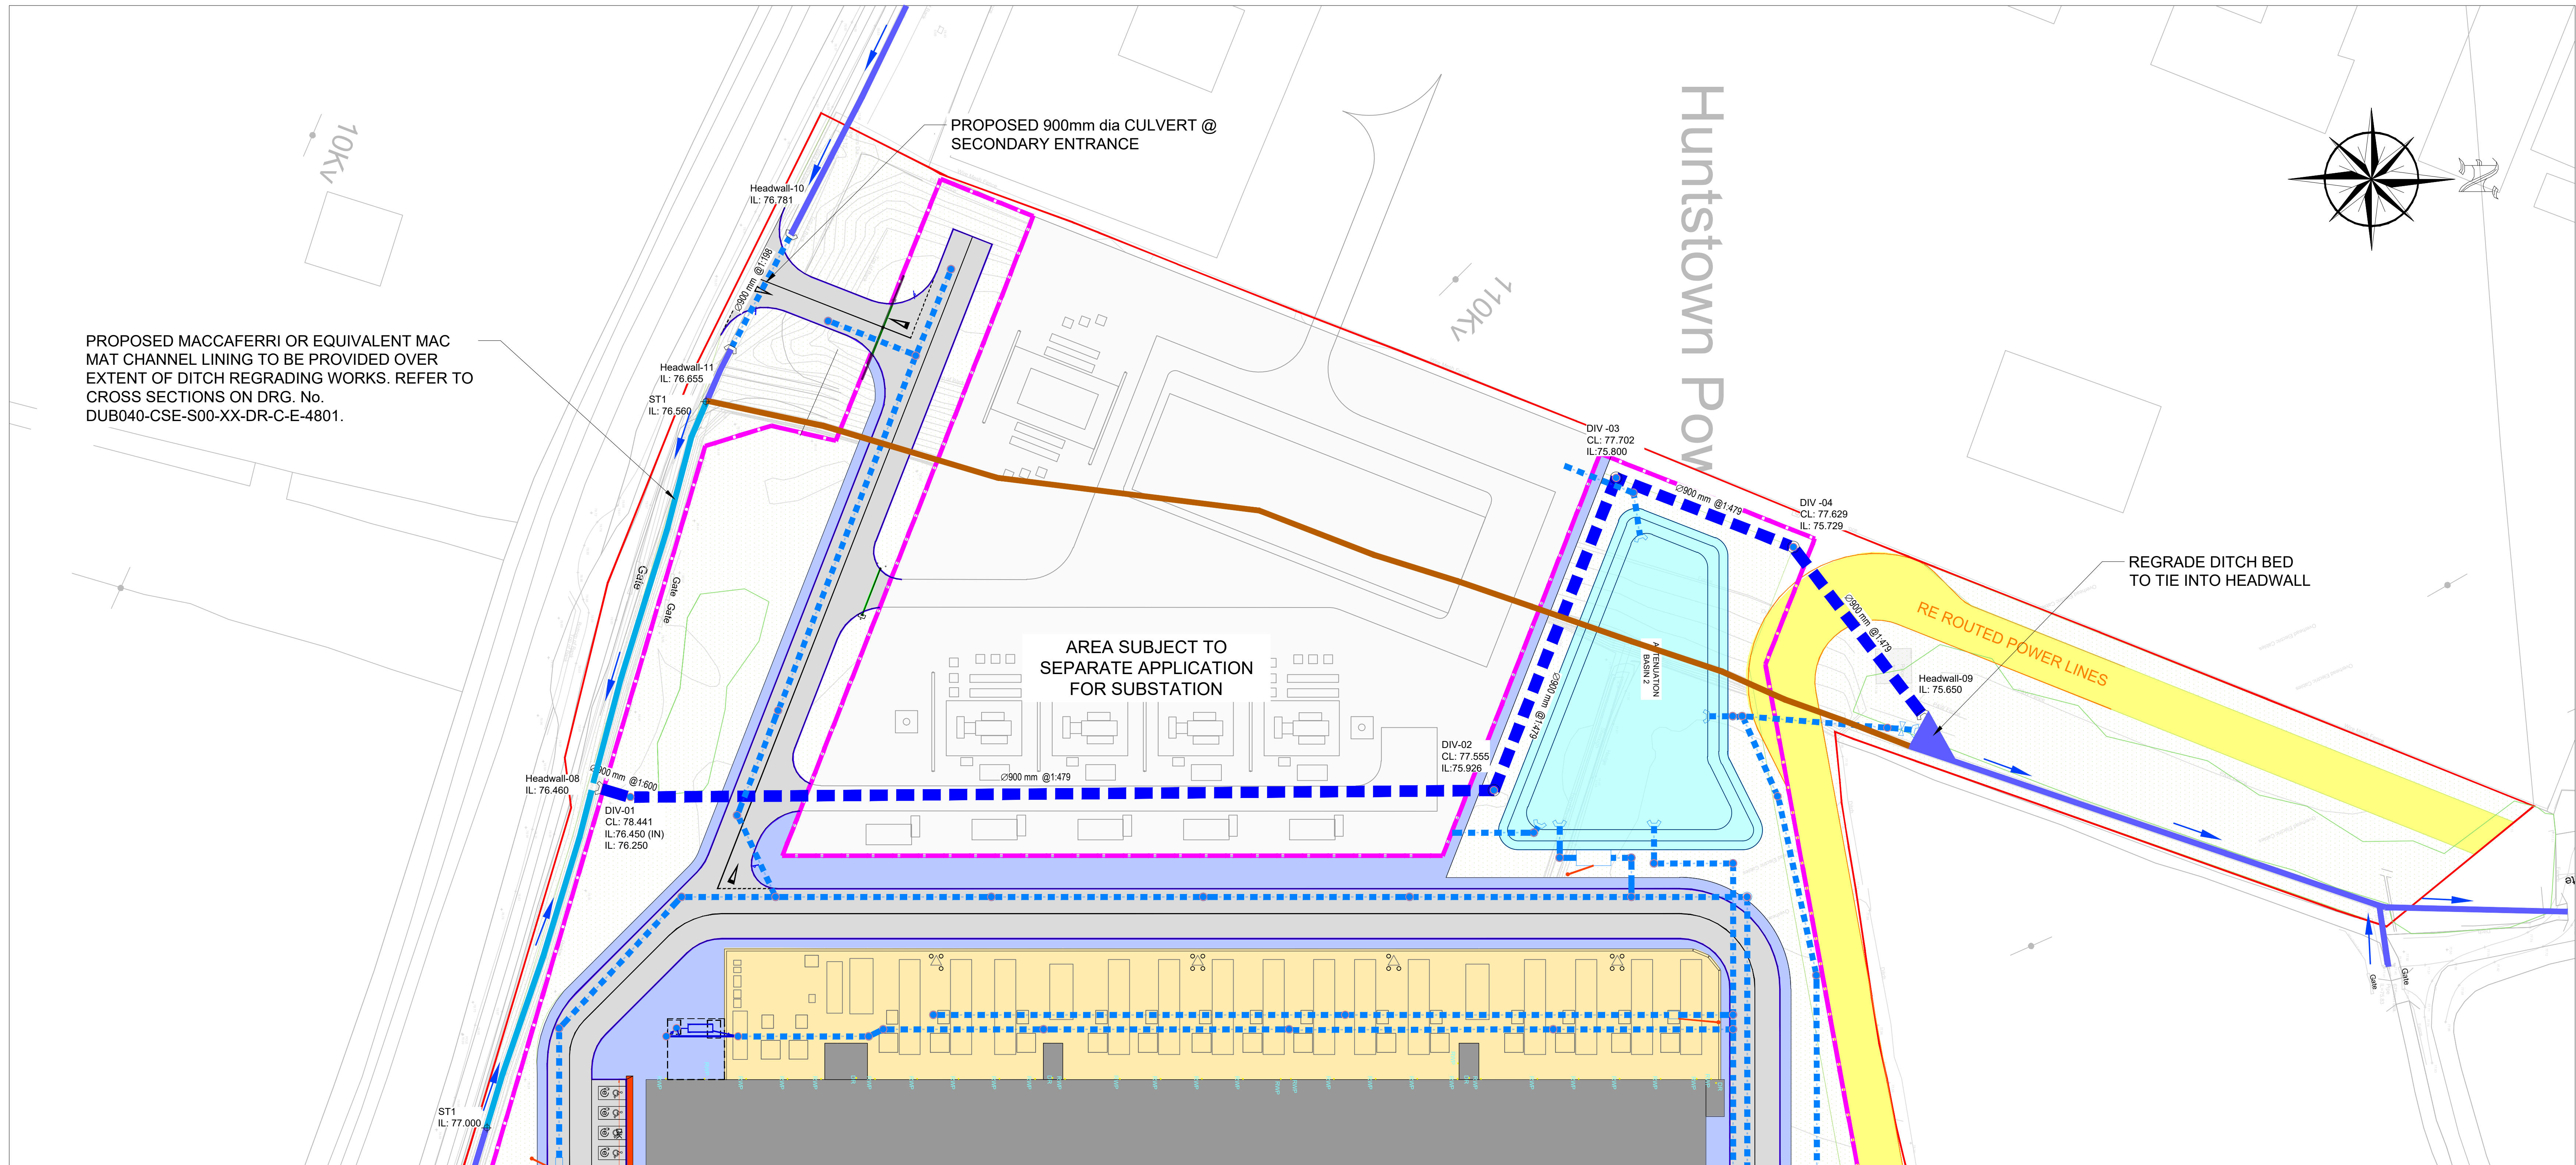 10Kv
PROPOSED 900mm dia CULVERT @
SECONDARY ENTRANCE
Headwall-10
IL: 76.781
Ø900 mm @1:198
PROPOSED MACCAFERRI OR EQUIVALENT MAC
MAT CHANNEL LINING TO BE PROVIDED OVER
EXTENT OF DITCH REGRADING WORKS. REFER TO
CROSS SECTIONS ON DRG. No.
DUB040-CSE-S00-XX-DR-C-E-4801.
Headwall-11
IL: 76.655
ST1
IL: 76.560
110Kv
Huntstown Pow
N
DIV -03
CL: 77.702
IL:75.800
Ø900 mm @1:479
DIV -04
CL: 77.629
IL: 75.729
REGRADE DITCH BED
TO TIE INTO HEADWALL
Ø900 mm @1:479
RE ROUTED POWER LINES
Headwall-09
IL: 75.650
Gate
Gate
Gate
AREA SUBJECT TO
SEPARATE APPLICATION
FOR SUBSTATION
ATTENUATION
BASIN 2
Ø900 mm @1:479
DIV-02
CL: 77.555
IL:75.926
Ø900 mm @1:479
Ø900 mm @1:600
Headwall-08
IL: 76.460
DIV-01
CL: 78.441
IL:76.450 (IN)
IL: 76.250
Gate
Gate
ST1
IL: 77.000